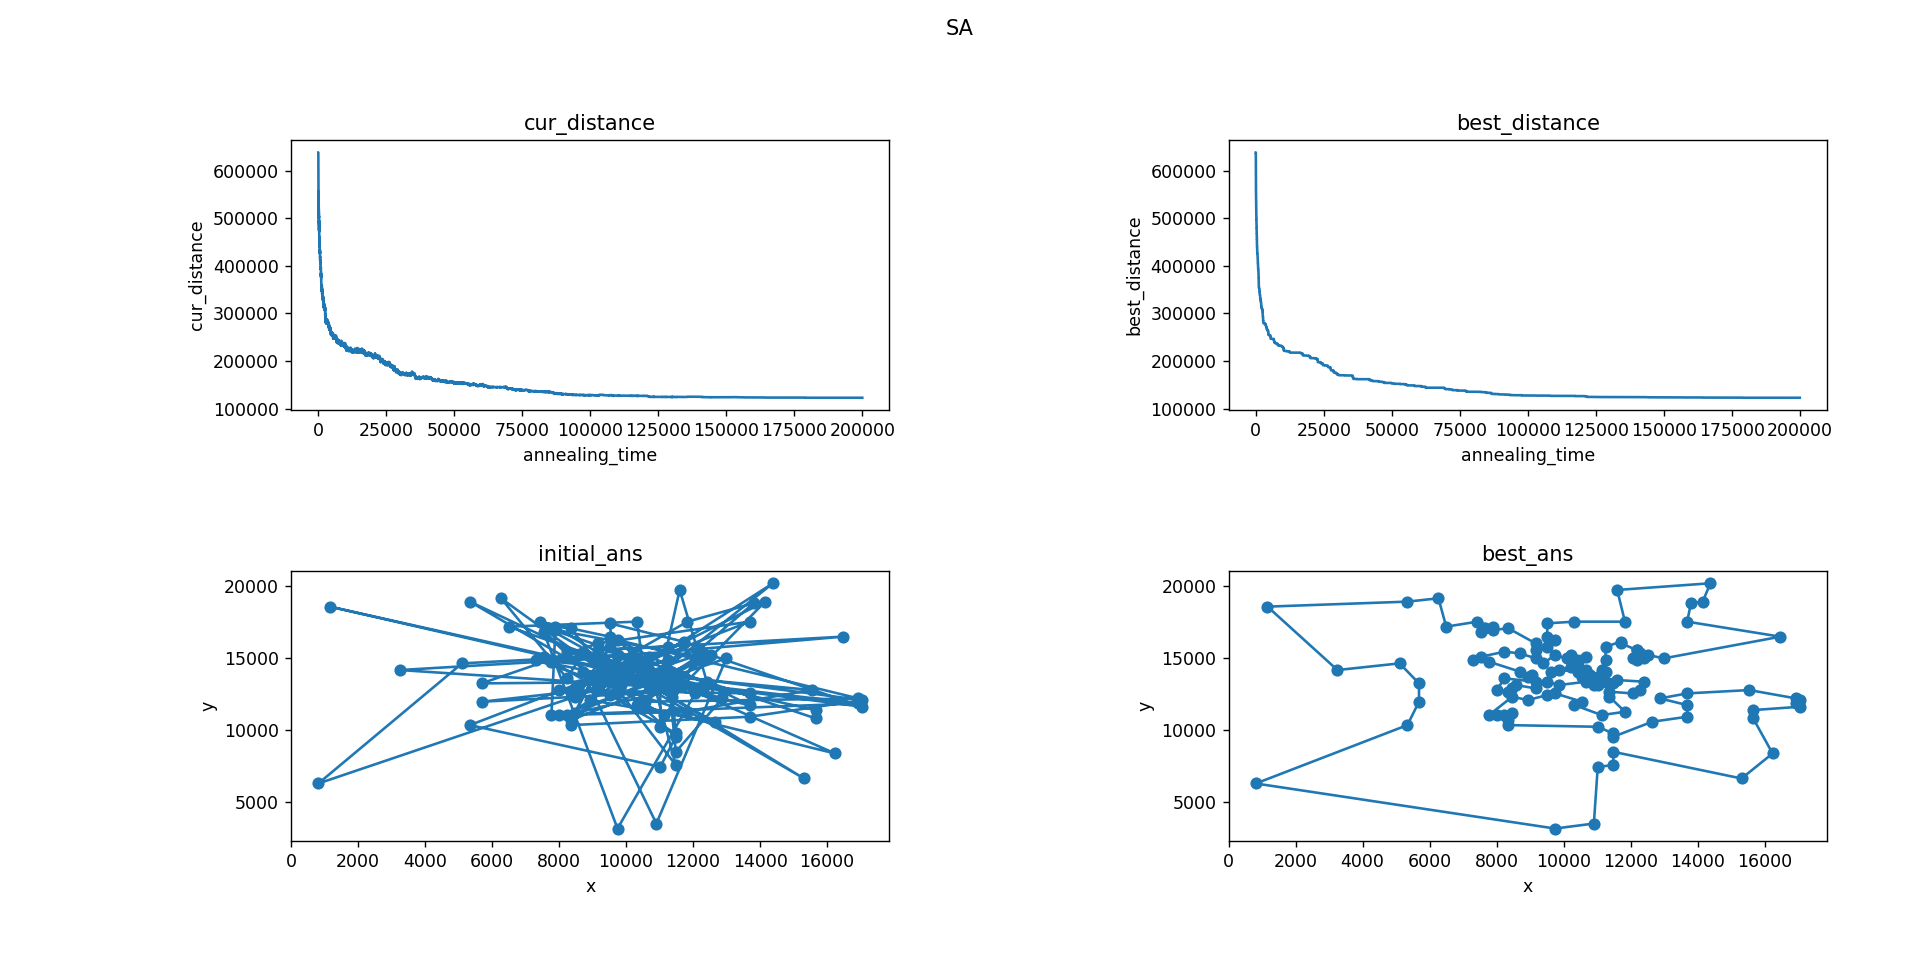 SA
cur_distance
600000
500000
400000
300000
200000
100000
cur_distance
0 25000 50000 75000 100000 125000 150000 175000 200000
annealing_time
best_distance
600000
500000
400000
300000
200000
100000
best_distance
0 25000 50000 75000 100000 125000 150000 175000 200000
annealing_time
initial_ans
20000
15000
10000
5000
y
0 2000 4000 6000 8000 10000 12000 14000 16000
x
best_ans
20000
15000
10000
5000
y
0 2000 4000 6000 8000 10000 12000 14000 16000
x